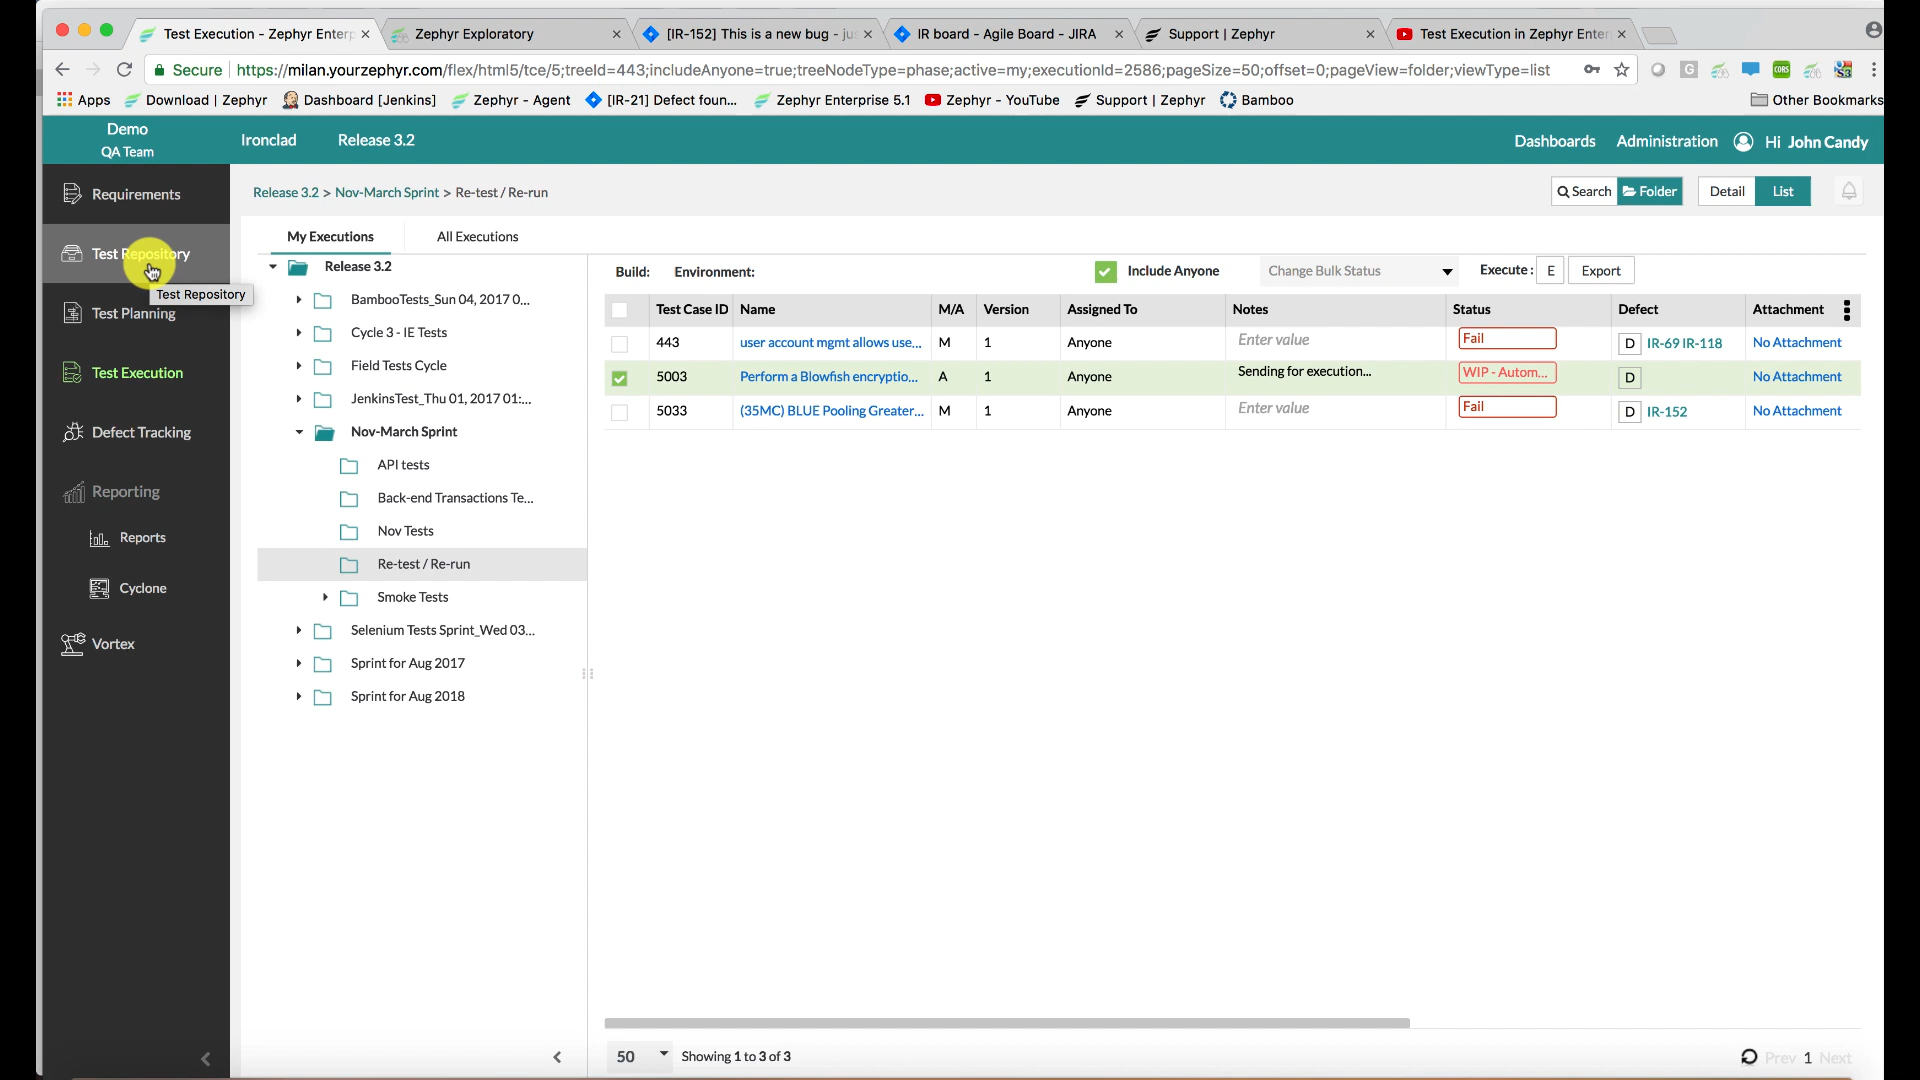 Test Execution - Zephyr Enterp
Zephyr Exploratory
[IR-152] This is a new bug - jus
IR board - Agile Board - JIRA
Support | Zephyr
Test Execution in Zephyr Enter
Secure
https://milan.yourzephyr.com/flex/html5/tce/5;treeId=443;includeAnyone=true;treeNodeType=phase;active=my;executionId=2586;pageSize=50;offset=0;pageView=folder;viewType=list
Apps
Download | Zephyr
Dashboard [Jenkins]
Zephyr - Agent
[IR-21] Defect foun...
Zephyr Enterprise 5.1
Zephyr - YouTube
Support | Zephyr
Bamboo
Other Bookmarks
Demo
QA Team
Ironclad
Release 3.2
Dashboards
Administration
Hi John Candy
Requirements
Test Repository
Test Repository
Test Planning
Test Execution
Defect Tracking
Reporting
Reports
Cyclone
Vortex
Release 3.2 > Nov-March Sprint > Re-test / Re-run
Search
Folder
Detail
List
My Executions
All Executions
Release 3.2
BambooTests_Sun 04, 2017 0...
Cycle 3 - IE Tests
Field Tests Cycle
JenkinsTest_Thu 01, 2017 01:...
Nov-March Sprint
API tests
Back-end Transactions Te...
Nov Tests
Re-test / Re-run
Smoke Tests
Selenium Tests Sprint_Wed 03...
Sprint for Aug 2017
Sprint for Aug 2018
Build:
Environment:
Include Anyone
Change Bulk Status
Execute :
E
Export
Test Case ID Name M/A Version Assigned To Notes Status Defect Attachment
443 user account mgmt allows use... M 1 Anyone Enter value Fail D IR-69 IR-118 No Attachment
5003 Perform a Blowfish encryptio... A 1 Anyone Sending for execution... WIP - Autom... D No Attachment
5033 (35MC) BLUE Pooling Greater... M 1 Anyone Enter value Fail D IR-152 No Attachment
50
Showing 1 to 3 of 3
Prev 1 Next